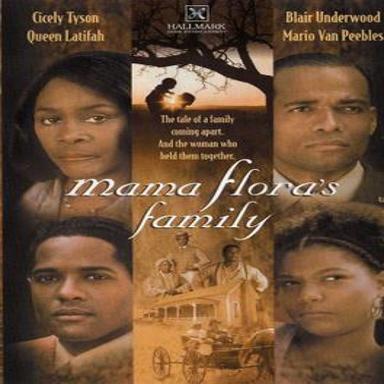 Cicely Tyson
Queen Latifah
HALLMARK
Blair Underwood
Mario Van Peebles
The tale of a family
coming apart.
And the woman who
held them together.
mama flora's
family